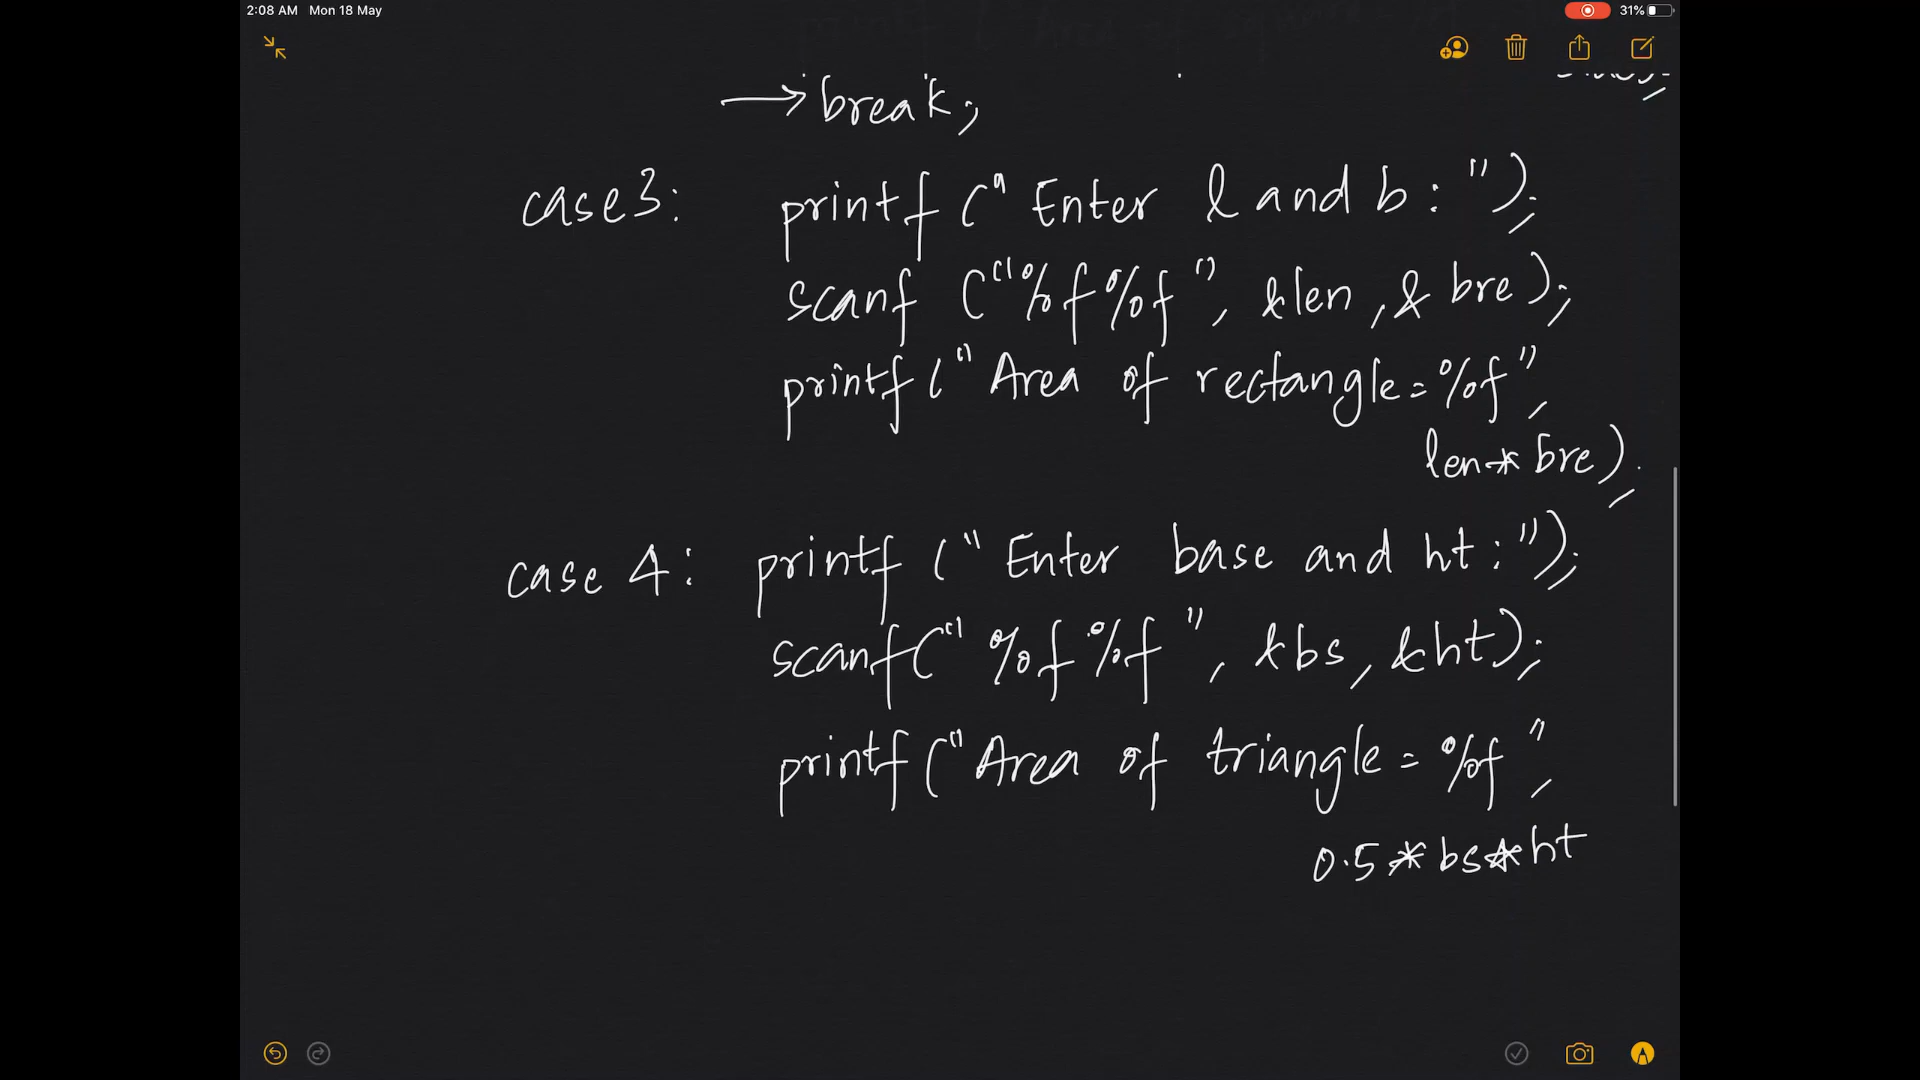 2:08 AM Mon 18 May
31%
break;
case3: printf ("Enter l and b : ");
scanf ("%f%f", &len, & bre);
printf ("Area of rectangle = %f",
len * bre);
case 4: printf ("Enter base and ht : ");
scanf ("%f %f", &bs, &ht);
printf ("Area of triangle = %f",
0.5 * bs * ht